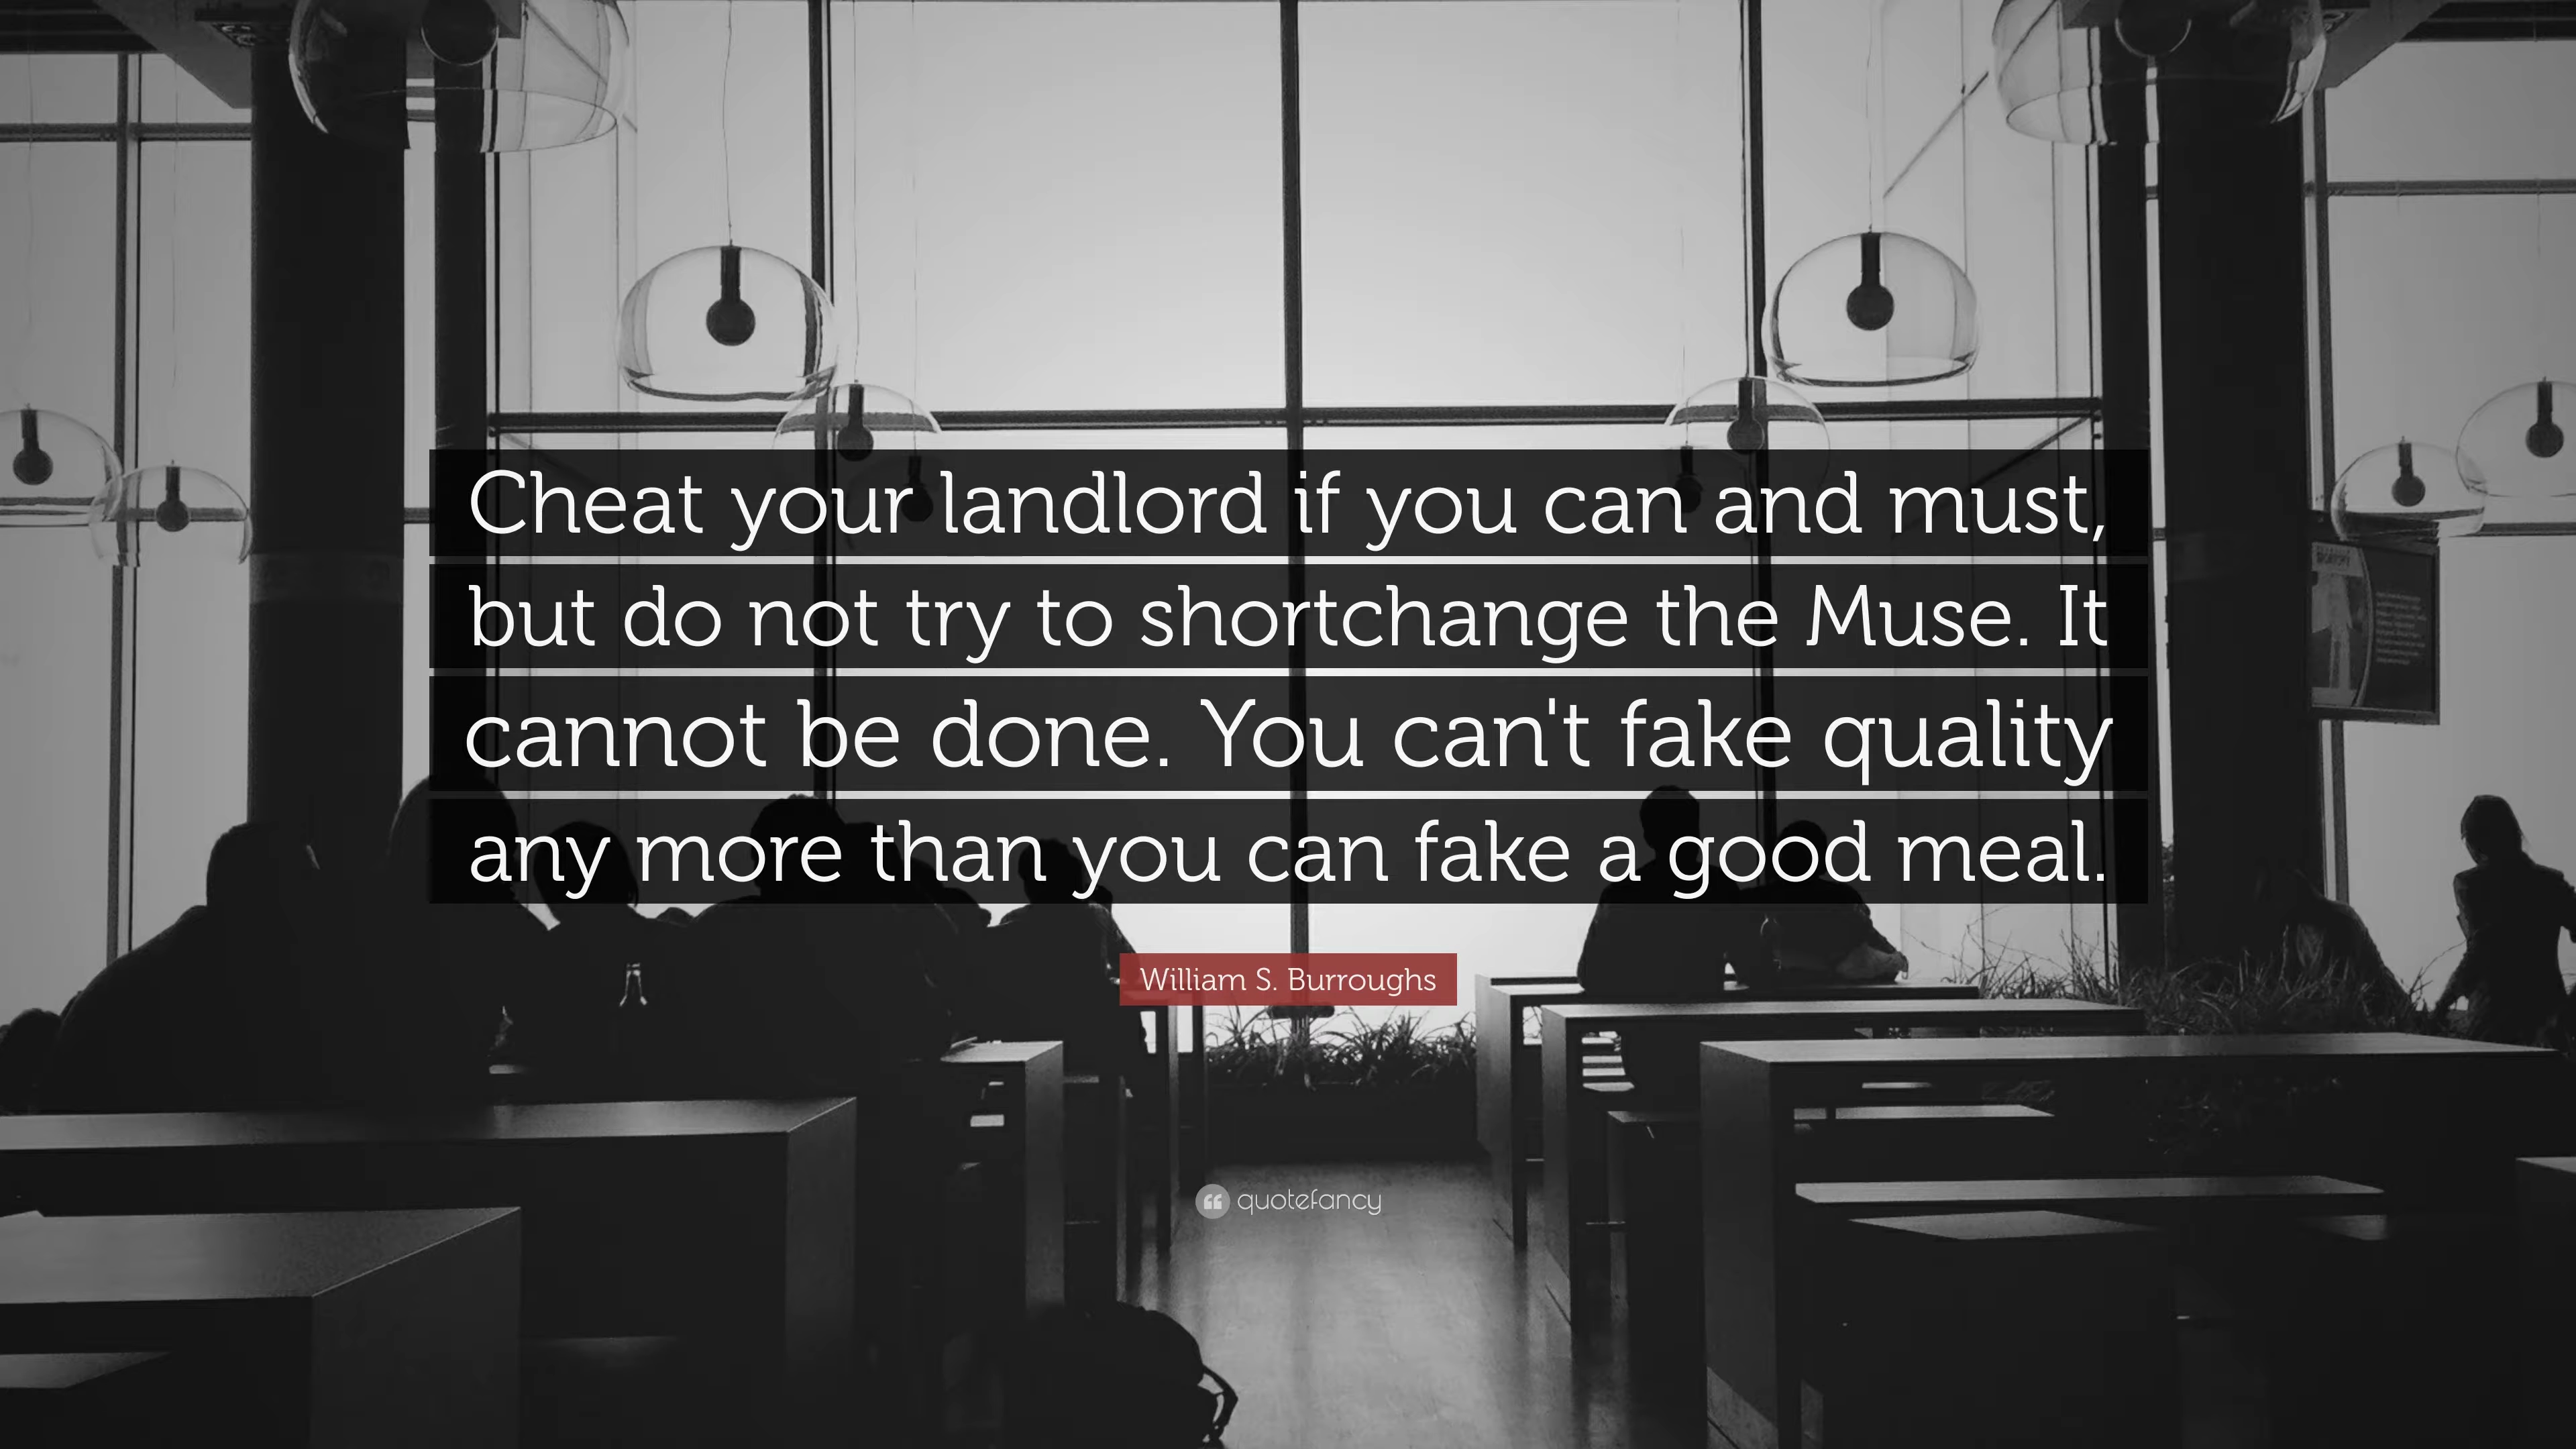 Cheat your landlord if you can and must,
but do not try to shortchange the Muse. It
cannot be done. You can't fake quality
any more than you can fake a good meal.
William S. Burroughs
quotefancy